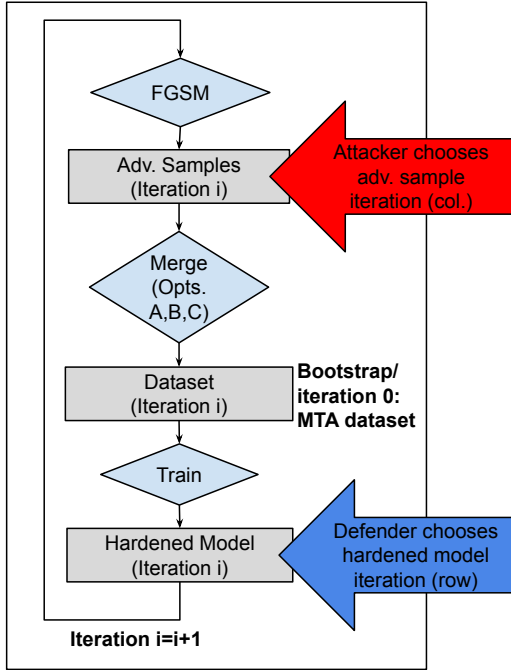 FGSM
Adv. Samples
(Iteration i)
Attacker chooses
adv. sample
iteration (col.)
Merge
(Opts.
A,B,C)
Dataset
(Iteration i)
Bootstrap/
iteration 0:
MTA dataset
Train
Hardened Model
(Iteration i)
Defender chooses
hardened model
iteration (row)
Iteration i=i+1